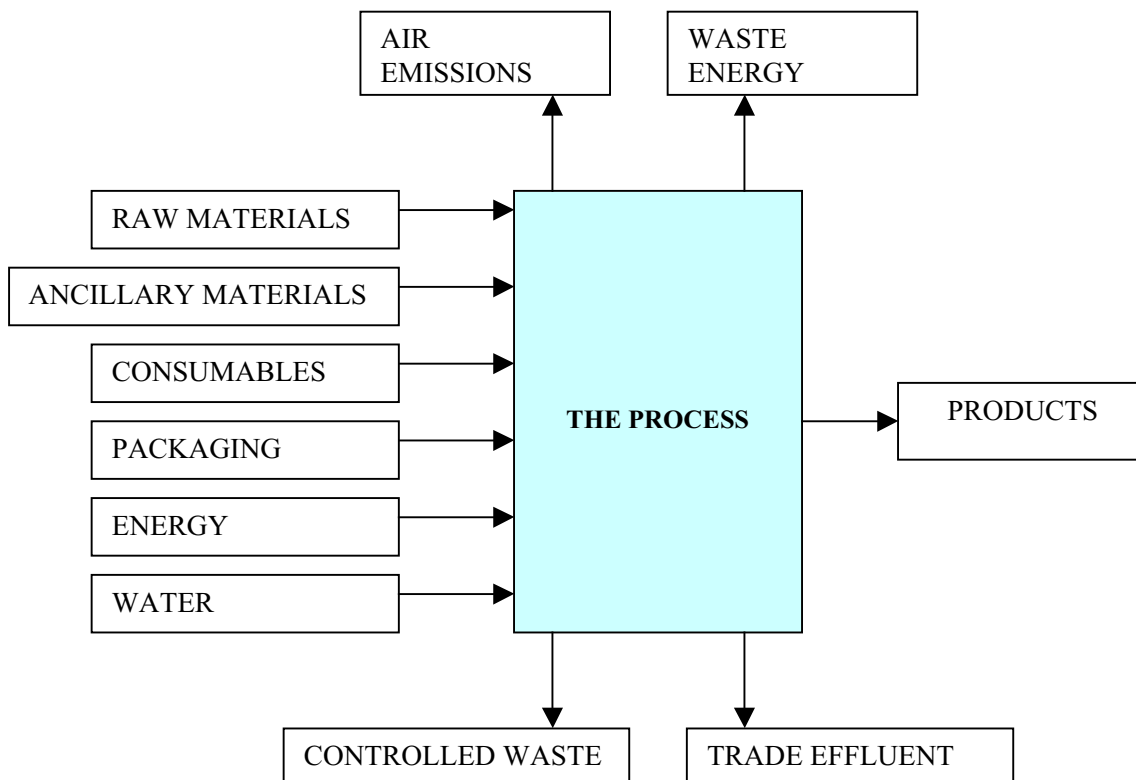 AIR
EMISSIONS
WASTE
ENERGY
RAW MATERIALS
ANCILLARY MATERIALS
CONSUMABLES
PACKAGING
ENERGY
WATER
THE PROCESS
PRODUCTS
CONTROLLED WASTE
TRADE EFFLUENT